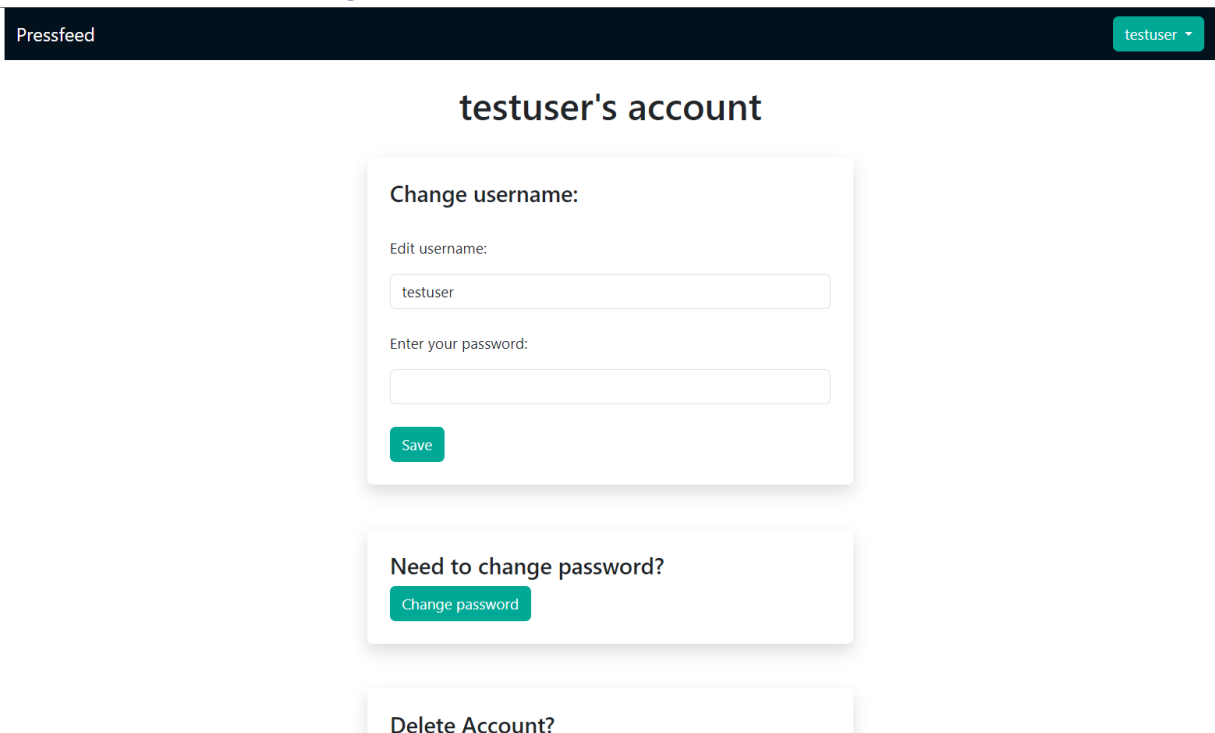 Pressfeed
testuser
testuser's account
Change username:
Edit username:
testuser
Enter your password:
Save
Need to change password?
Change password
Delete Account?